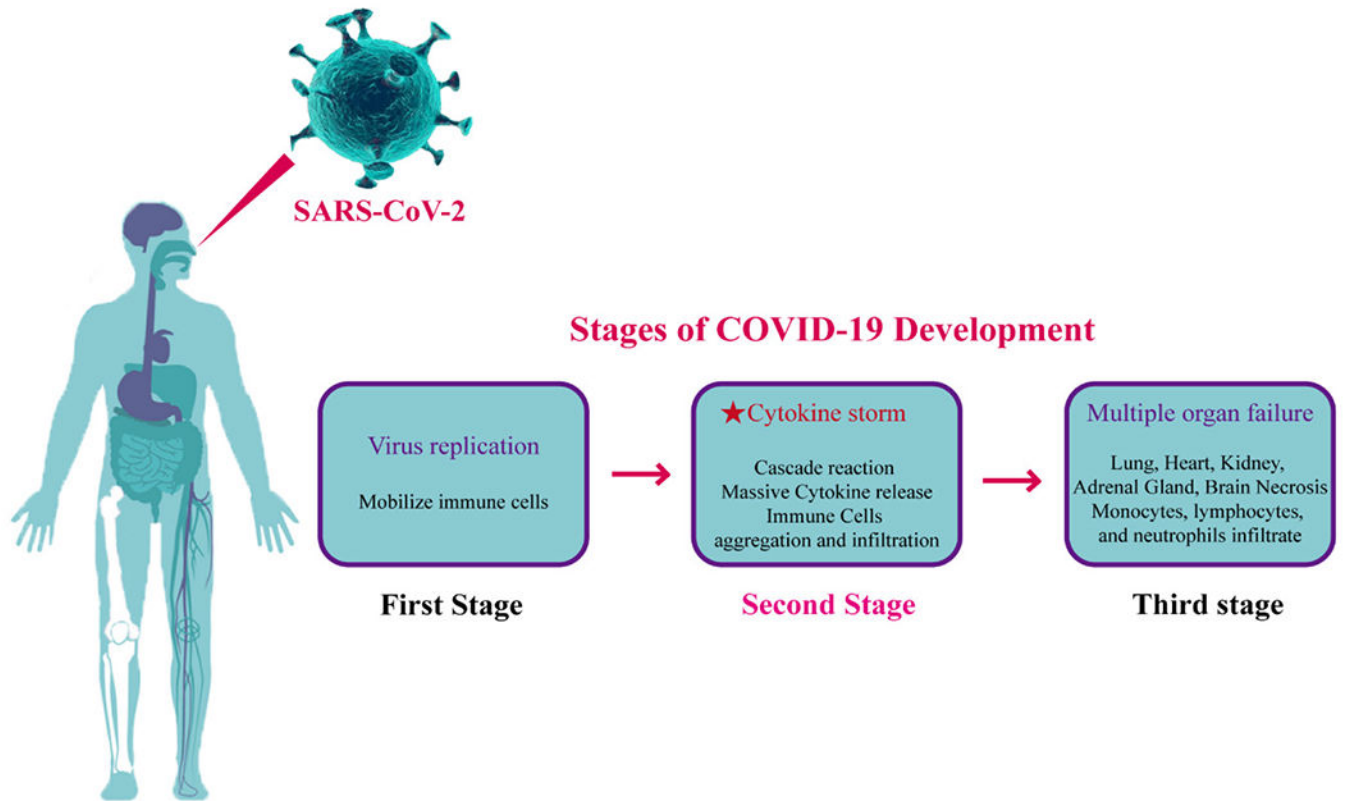 SARS-CoV-2
Stages of COVID-19 Development
Virus replication
Mobilize immune cells
First Stage
★Cytokine storm
Cascade reaction
Massive Cytokine release
Immune Cells
aggregation and infiltration
Second Stage
Multiple organ failure
Lung, Heart, Kidney,
Adrenal Gland, Brain Necrosis
Monocytes, lymphocytes,
and neutrophils infiltrate
Third stage